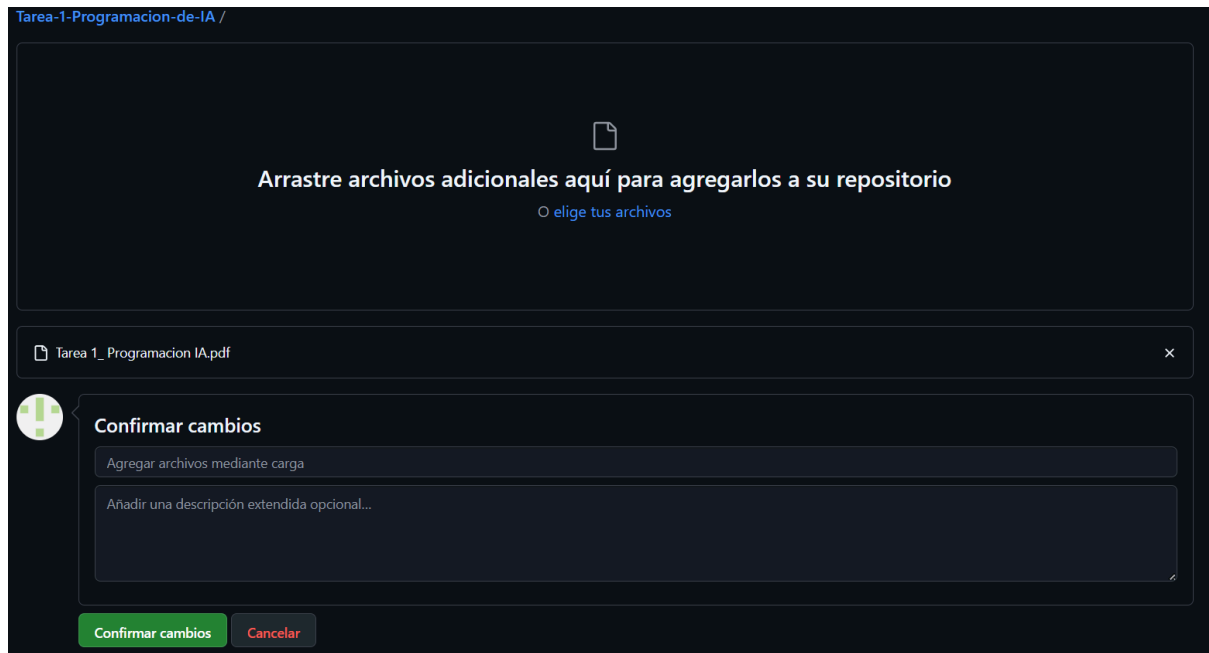 Tarea-1-Programacion-de-IA /
Arrastre archivos adicionales aquí para agregarlos a su repositorio
O elige tus archivos
Tarea 1_ Programacion IA.pdf
Confirmar cambios
Agregar archivos mediante carga
Añadir una descripción extendida opcional...
Confirmar cambios Cancelar